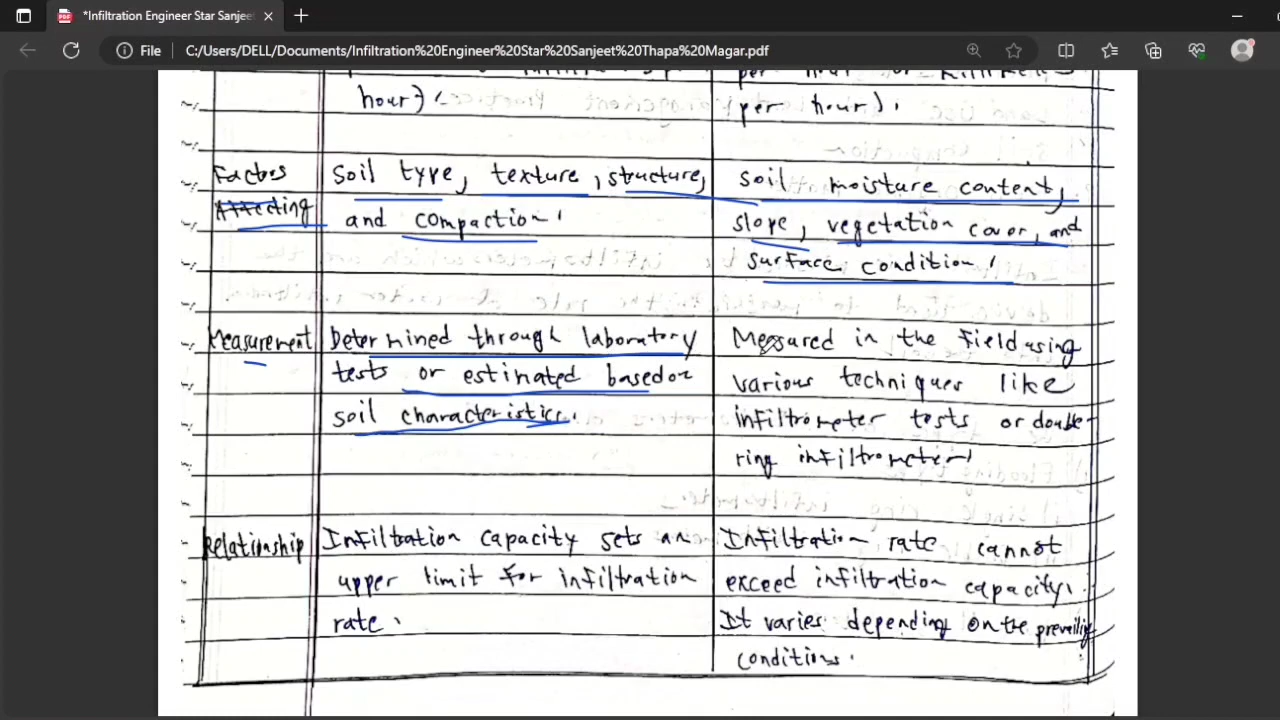 *Infiltration Engineer Star Sanjee
File
C:/Users/DELL/Documents/Infiltration%20Engineer%20Star%20Sanjeet%20Thapa%20Magar.pdf
hour).
per hour).
Factors
Affecting
Soil type, texture, structure,
and compaction.
soil moisture content,
slope, vegetation cover, and
surface condition.
Measurement
Determined through laboratory
tests or estimated based on
soil characteristics.
Measured in the field using
various techniques like
infiltrometer tests or double-
ring infiltrometer.
Relationship
Infiltration capacity sets an
upper limit for infiltration
rate.
Infiltration rate cannot
exceed infiltration capacity.
It varies depending on the prevailing
conditions.